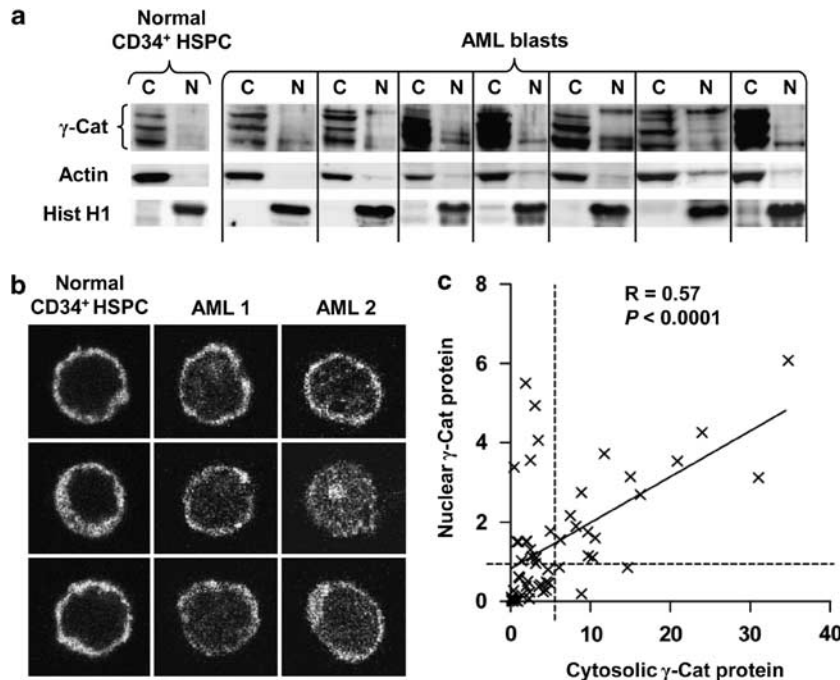 a
Normal
CD34⁺ HSPC
AML blasts
C N C N C N C N C N C N C N C N
γ-Cat
Actin
Hist H1
b
Normal
CD34⁺ HSPC
AML 1
AML 2
c
R = 0.57
P < 0.0001
Nuclear γ-Cat protein
8
6
4
2
0
0 10 20 30 40
Cytosolic γ-Cat protein